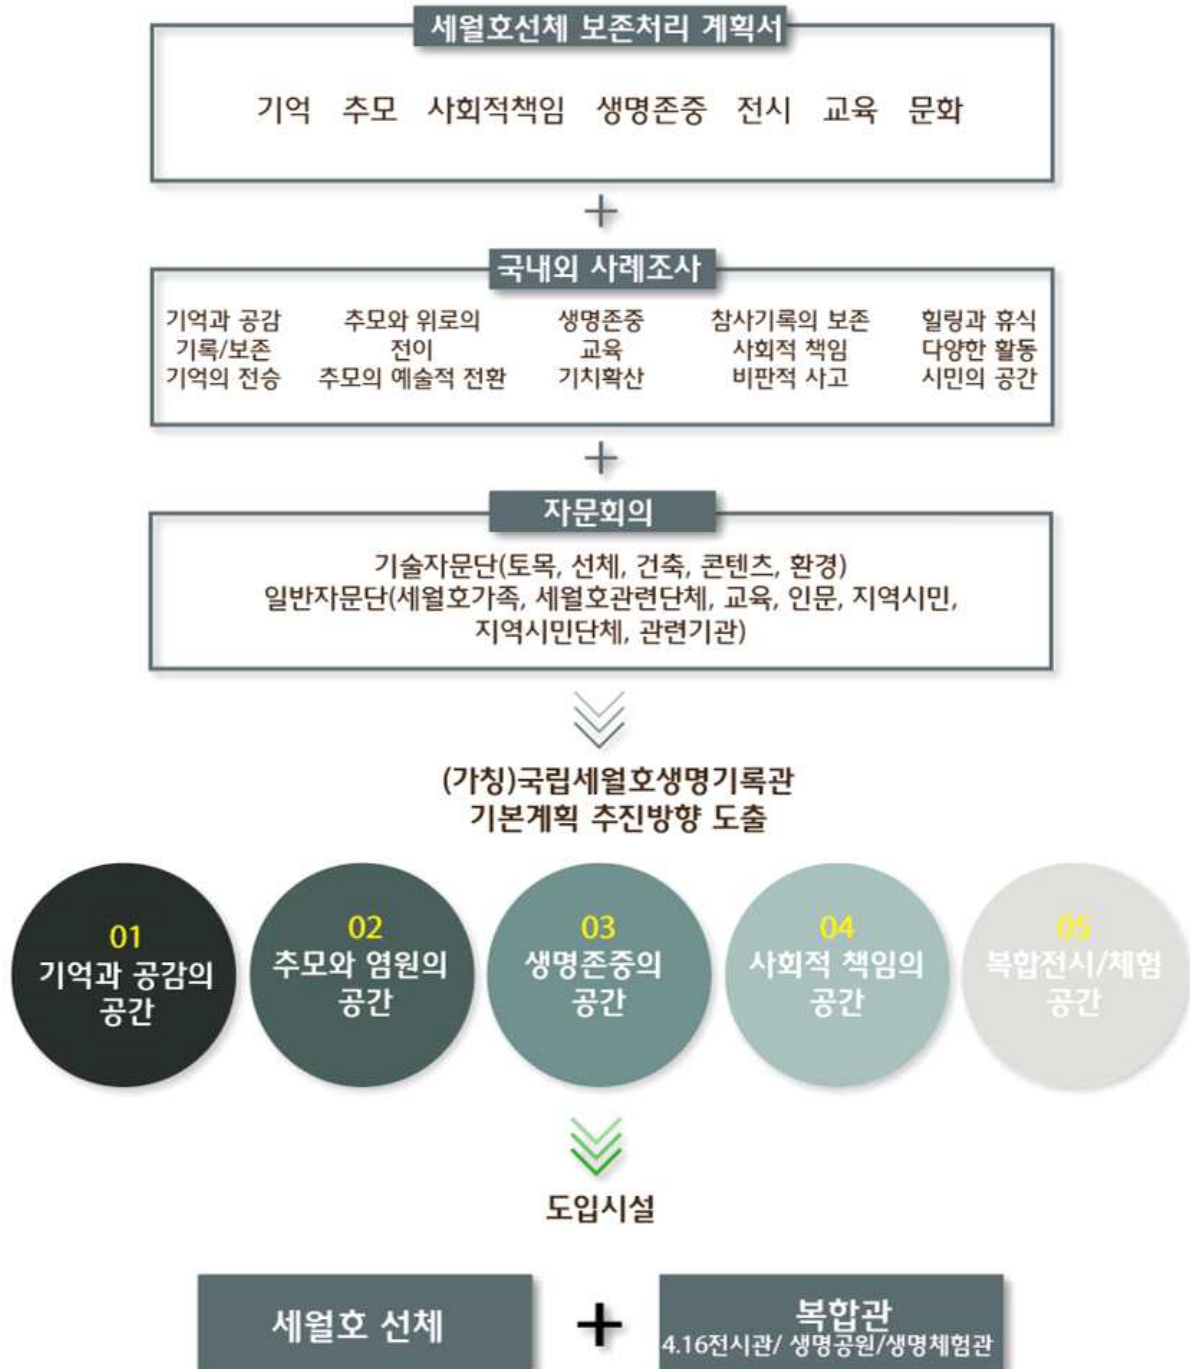 세월호선체 보존처리 계획서
기억 추모 사회적책임 생명존중 전시 교육 문화
+
국내외 사례조사
기억과 공감 추모와 위로의 생명존중 참사기록의 보존 힐링과 휴식
기록/보존 전이 교육 사회적 책임 다양한 활동
기억의 전승 추모의 예술적 전환 기치확산 비판적 사고 시민의 공간
+
자문회의
기술자문단(토목, 선체, 건축, 콘텐츠, 환경)
일반자문단(세월호가족, 세월호관련단체, 교육, 인문, 지역시민,
지역시민단체, 관련기관)
(가칭)국립세월호생명기록관
기본계획 추진방향 도출
01
기억과 공감의
공간
02
추모와 염원의
공간
03
생명존중의
공간
04
사회적 책임의
공간
05
복합전시/체험
공간
도입시설
세월호 선체
+
복합관
4.16전시관/ 생명공원/생명체험관